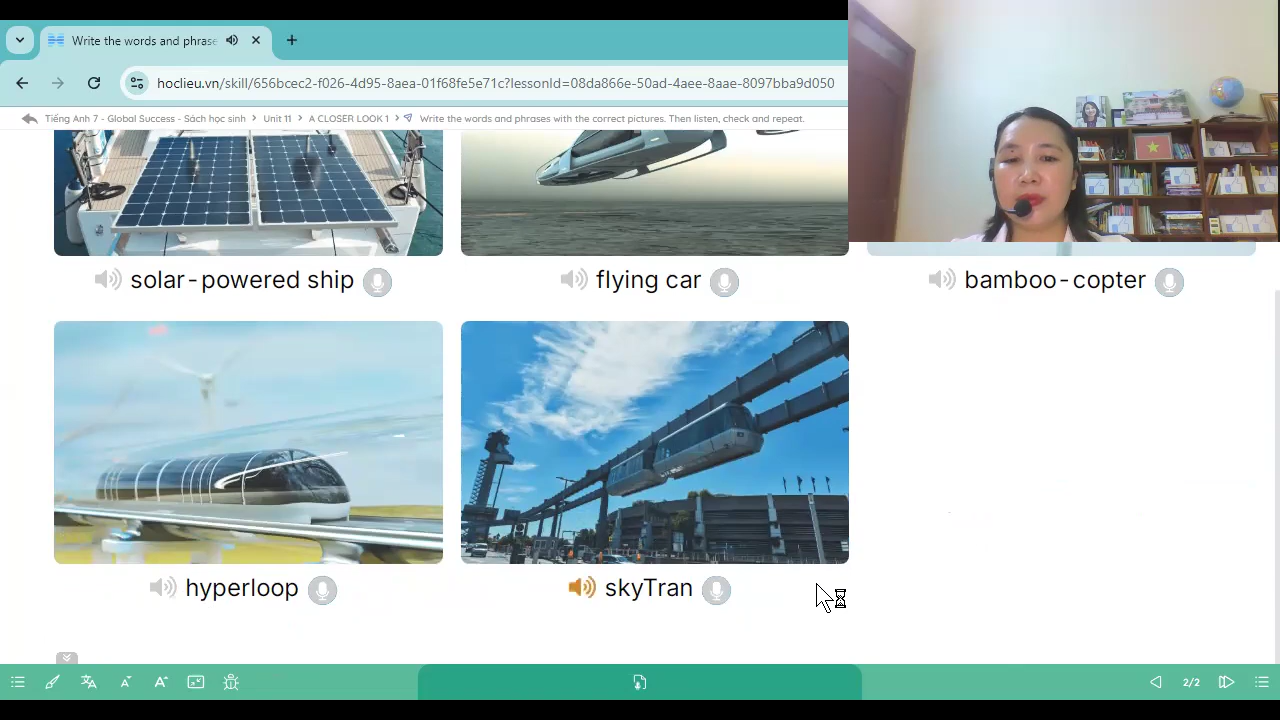 Write the words and phrase
hoclieu.vn/skill/656bcec2-f026-4d95-8aea-01f68fe5e71c?lessonId=08da866e-50ad-4aee-8aae-8097bba9d050
Tiếng Anh 7 - Global Success - Sách học sinh > Unit 11 > A CLOSER LOOK 1 > Write the words and phrases with the correct pictures. Then listen, check and repeat.
solar-powered ship
flying car
bamboo-copter
hyperloop
skyTran
2/2